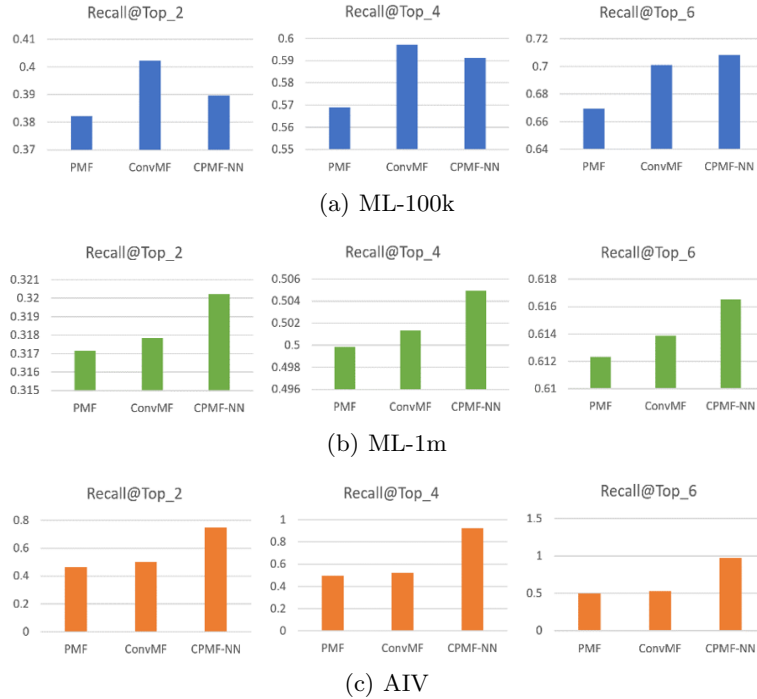 Recall@Top_2 Recall@Top_4 Recall@Top_6
0.41 0.6 0.72
0.4 0.59 0.7
0.39 0.58 0.68
0.57
0.38 0.56 0.66
0.37 0.55 0.64
PMF ConvMF CPMF-NN PMF ConvMF CPMF-NN PMF ConvMF CPMF-NN
(a) ML-100k
Recall@Top_2 Recall@Top_4 Recall@Top_6
0.321 0.506 0.618
0.32 0.504 0.616
0.319 0.502 0.614
0.318 0.5 0.612
0.317 0.498 0.61
0.316 0.496
0.315
PMF ConvMF CPMF-NN PMF ConvMF CPMF-NN PMF ConvMF CPMF-NN
(b) ML-1m
Recall@Top_2 Recall@Top_4 Recall@Top_6
0.8 1 1.5
0.6 0.8 1
0.4 0.6 0.5
0.2 0.4 0
0 0.2
0
PMF ConvMF CPMF-NN PMF ConvMF CPMF-NN PMF ConvMF CPMF-NN
(c) AIV